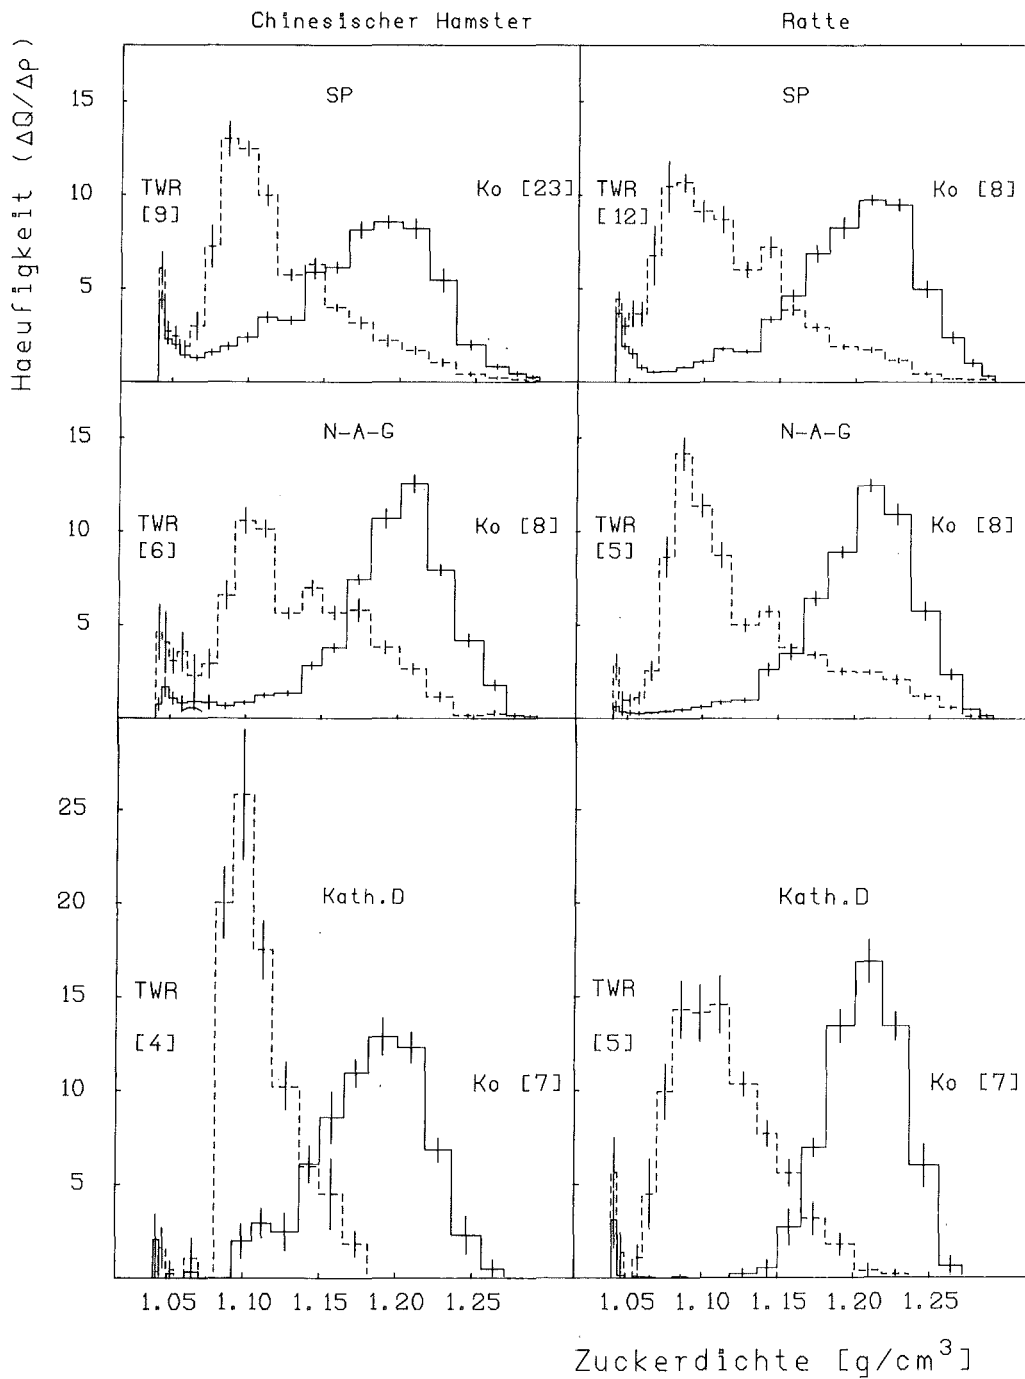 Chinesischer Hamster
Ratte
Haeufigkeit (ΔQ/Δρ)
15
10
5
SP
TWR
[9]
Ko [23]
SP
TWR
[12]
Ko [8]
15
10
5
N-A-G
TWR
[6]
Ko [8]
N-A-G
TWR
[5]
Ko [8]
25
20
15
10
5
Kath.D
TWR
[4]
Ko [7]
Kath.D
TWR
[5]
Ko [7]
1.05 1.10 1.15 1.20 1.25
1.05 1.10 1.15 1.20 1.25
Zuckerdichte [g/cm³]